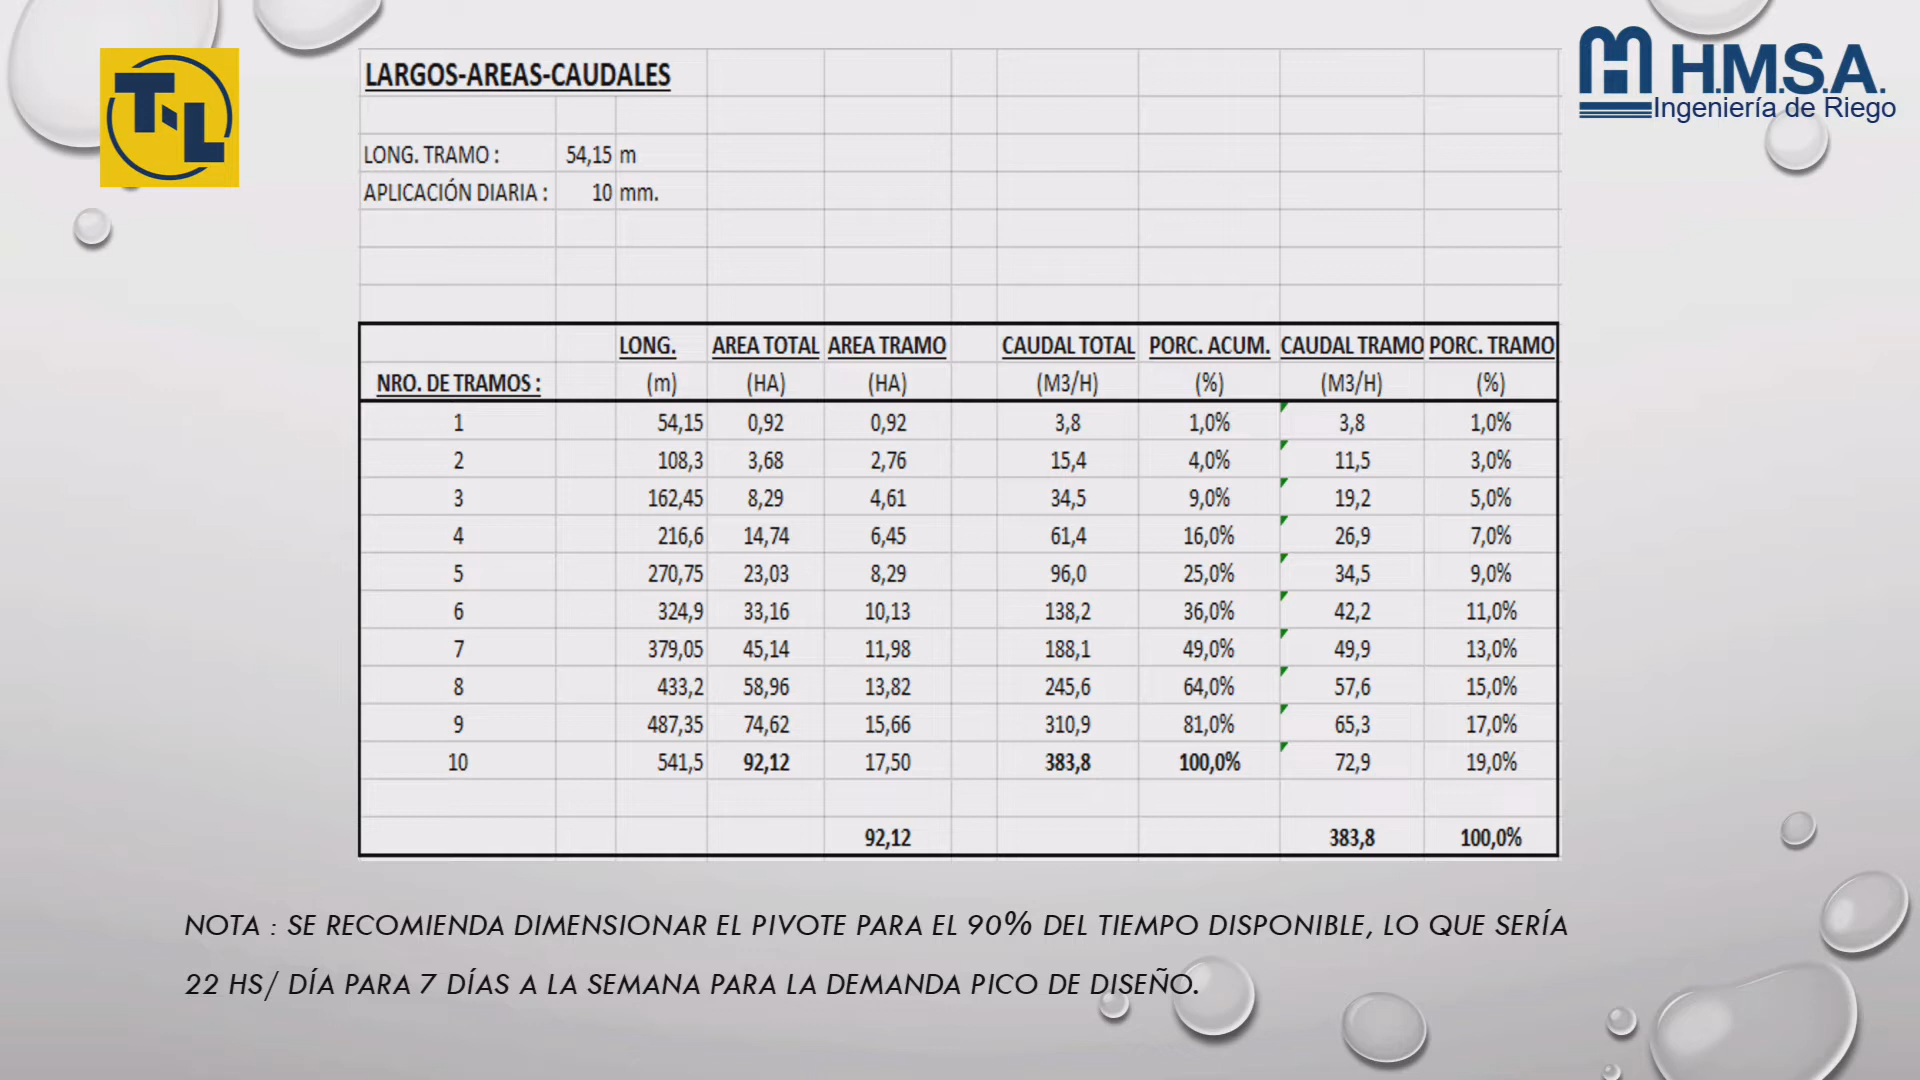 T-L
H.M.S.A.
Ingeniería de Riego
LARGOS-AREAS-CAUDALES
LONG. TRAMO : 54,15 m
APLICACIÓN DIARIA : 10 mm.
LONG. AREA TOTAL AREA TRAMO CAUDAL TOTAL PORC. ACUM. CAUDAL TRAMO PORC. TRAMO
NRO. DE TRAMOS : (m) (HA) (HA) (M3/H) (%) (M3/H) (%)
1 54,15 0,92 0,92 3,8 1,0% 3,8 1,0%
2 108,3 3,68 2,76 15,4 4,0% 11,5 3,0%
3 162,45 8,29 4,61 34,5 9,0% 19,2 5,0%
4 216,6 14,74 6,45 61,4 16,0% 26,9 7,0%
5 270,75 23,03 8,29 96,0 25,0% 34,5 9,0%
6 324,9 33,16 10,13 138,2 36,0% 42,2 11,0%
7 379,05 45,14 11,98 188,1 49,0% 49,9 13,0%
8 433,2 58,96 13,82 245,6 64,0% 57,6 15,0%
9 487,35 74,62 15,66 310,9 81,0% 65,3 17,0%
10 541,5 92,12 17,50 383,8 100,0% 72,9 19,0%
92,12 383,8 100,0%
NOTA : SE RECOMIENDA DIMENSIONAR EL PIVOTE PARA EL 90% DEL TIEMPO DISPONIBLE, LO QUE SERÍA
22 HS/ DÍA PARA 7 DÍAS A LA SEMANA PARA LA DEMANDA PICO DE DISEÑO.